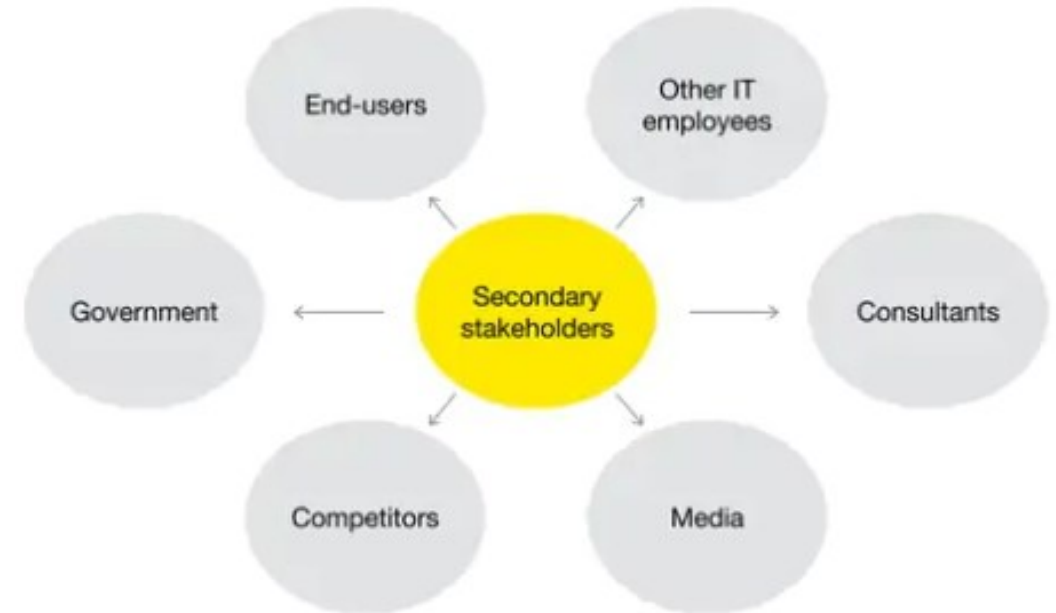 End-users
Other IT
employees
Government
Secondary
stakeholders
Consultants
Competitors
Media